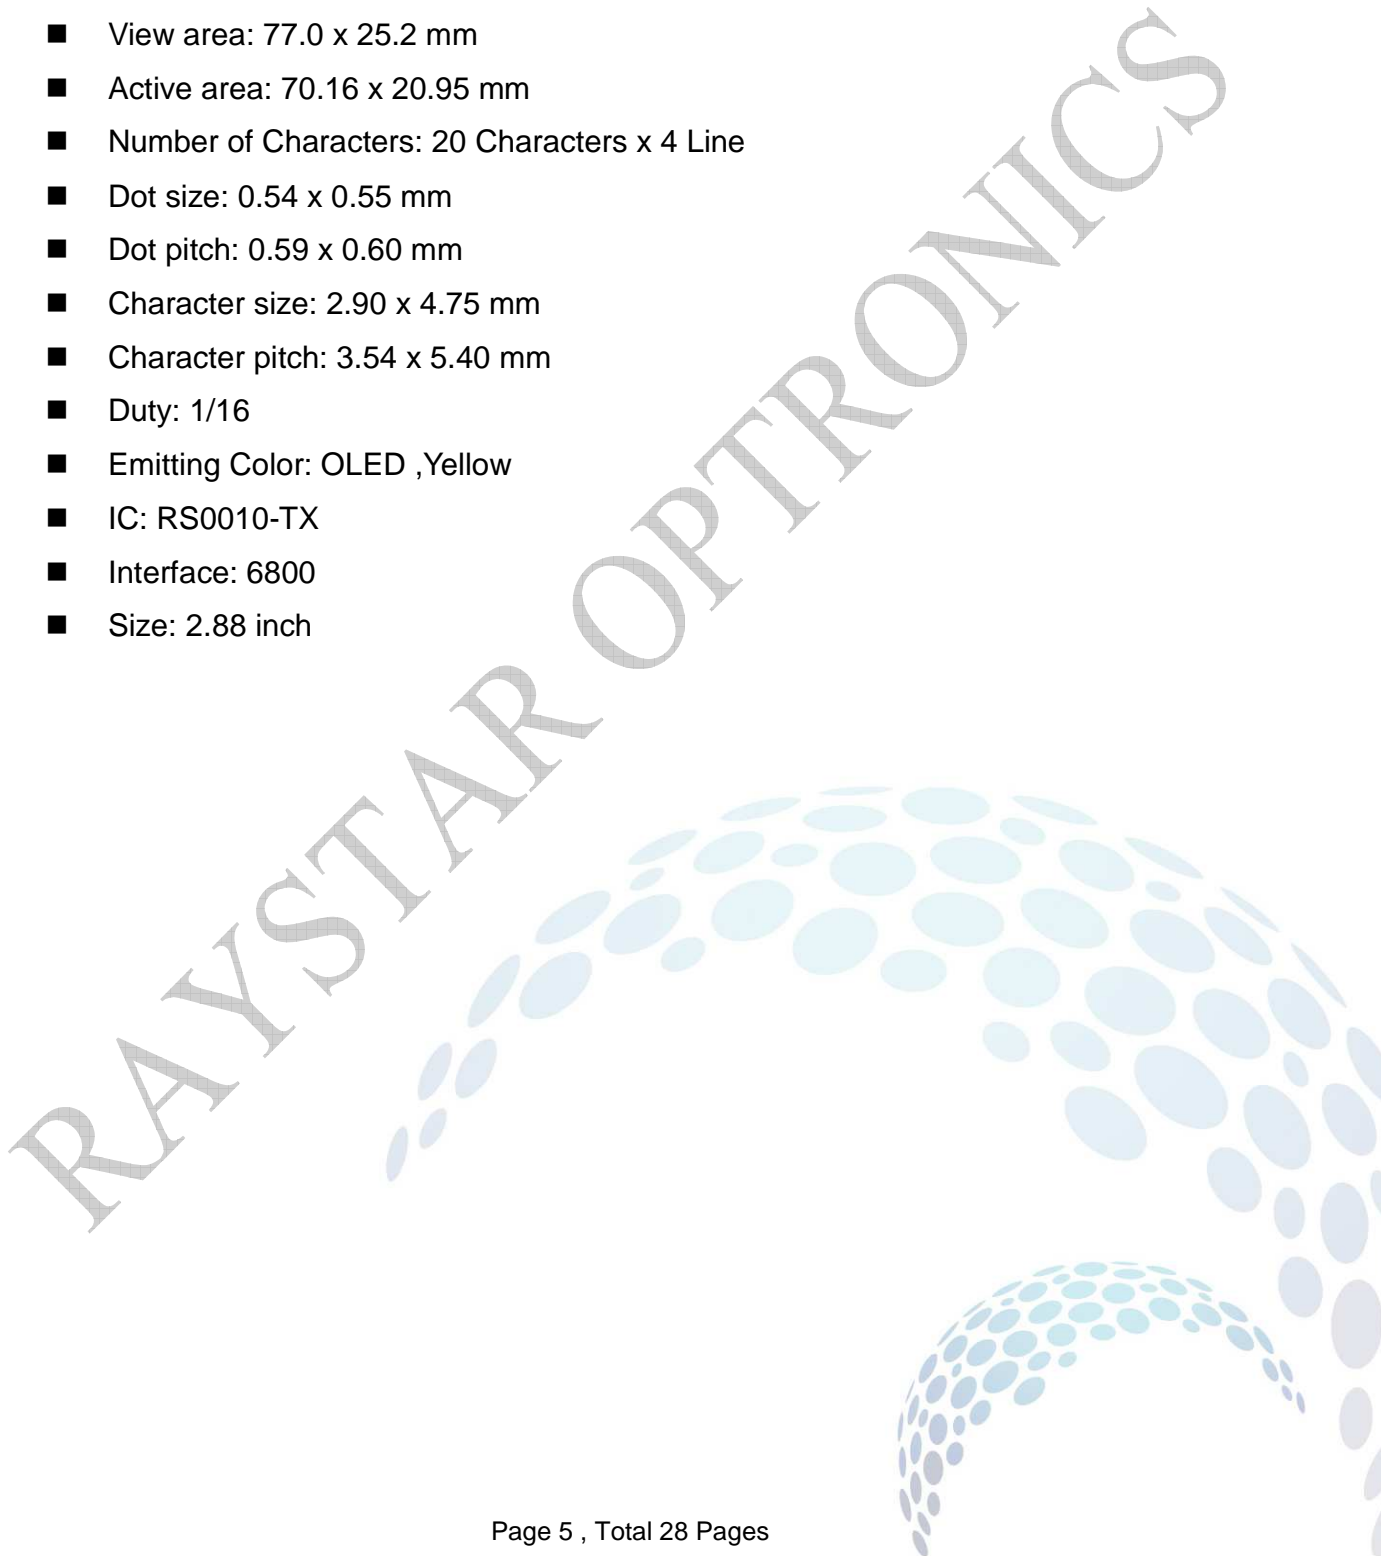 ■ View area: 77.0 x 25.2 mm
■ Active area: 70.16 x 20.95 mm
■ Number of Characters: 20 Characters x 4 Line
■ Dot size: 0.54 x 0.55 mm
■ Dot pitch: 0.59 x 0.60 mm
■ Character size: 2.90 x 4.75 mm
■ Character pitch: 3.54 x 5.40 mm
■ Duty: 1/16
■ Emitting Color: OLED ,Yellow
■ IC: RS0010-TX
■ Interface: 6800
■ Size: 2.88 inch
RAYSTAR OPTRONICS
Page 5 , Total 28 Pages